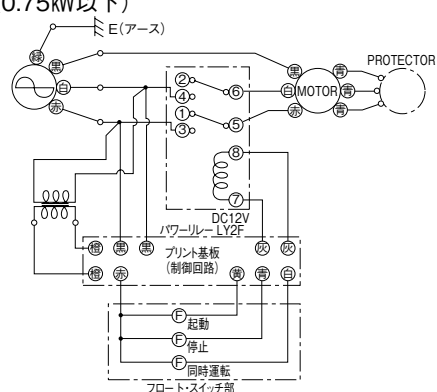 0.75kW以下)
E(アース)
緑
黒
白
赤
PROTECTOR
黒
白 MOTOR
赤
青
青
青
②
④
①
③
⑥
⑤
⑧
⑦
DC12V
パワーリレー LY2F
橙 黒 黒 プリント基板 灰 灰
(制御回路)
橙 赤 黄 青 白
F 起動
F 停止
F 同時運転
フロート・スイッチ部